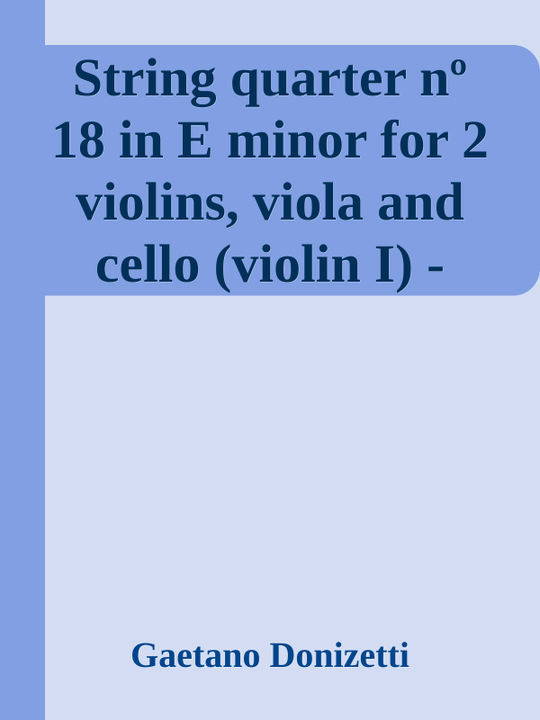 String quarter nº
18 in E minor for 2
violins, viola and
cello (violin I) -
Gaetano Donizetti